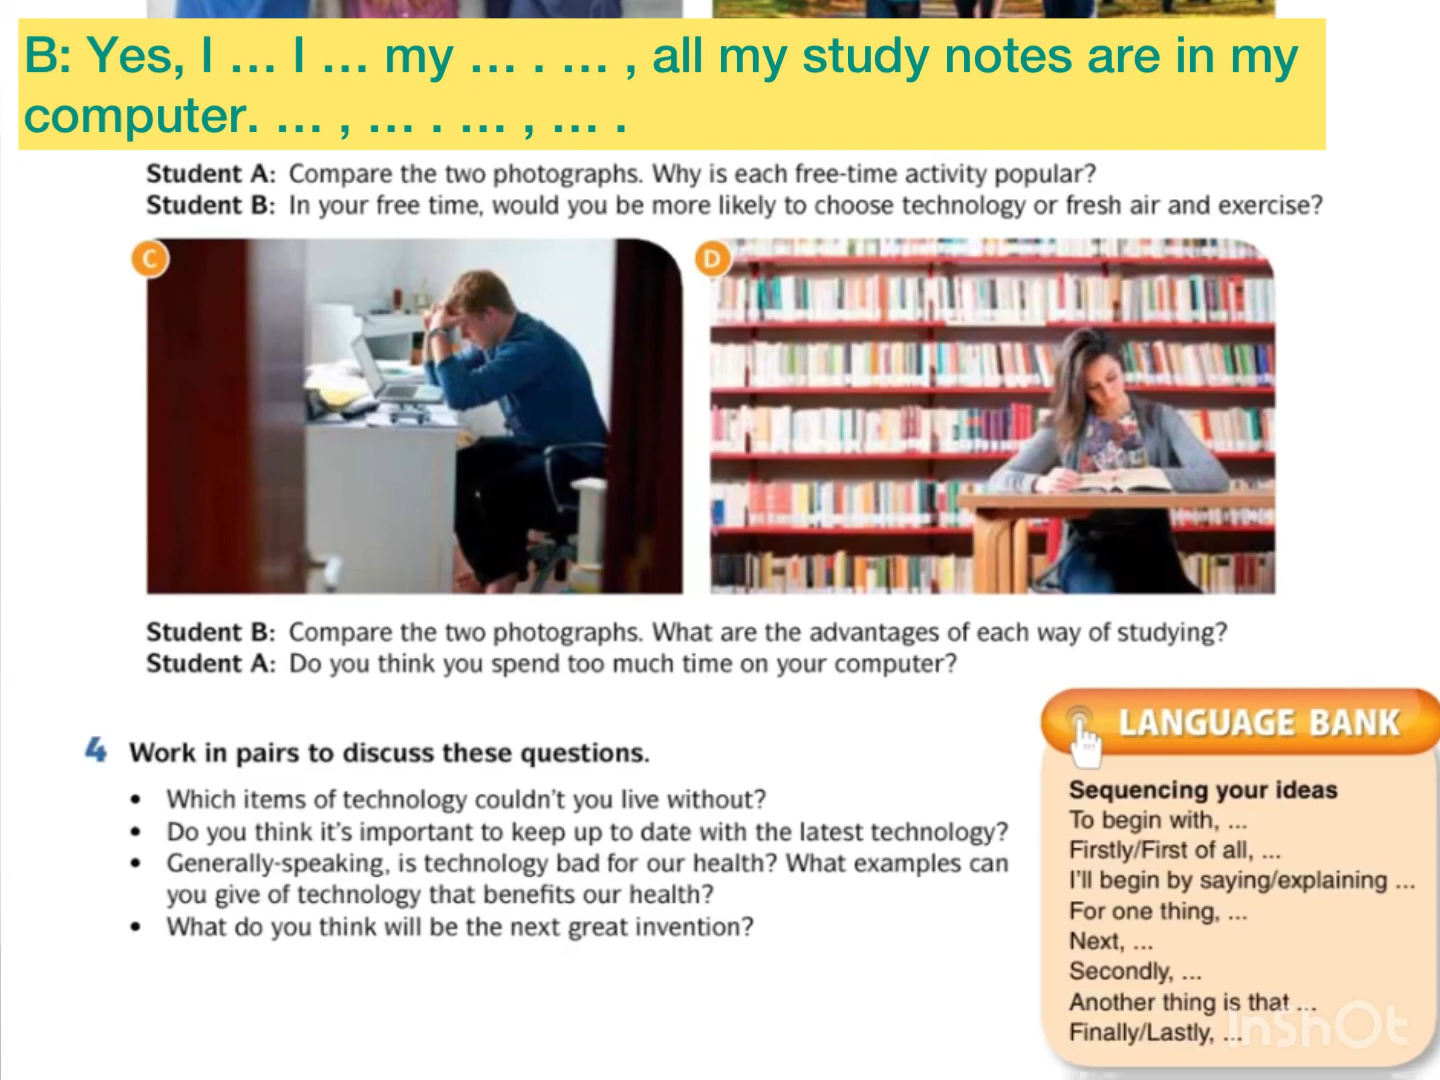 B: Yes, I ... I ... my ... . ... , all my study notes are in my
computer. ... , ... . ... , ... .
Student A: Compare the two photographs. Why is each free-time activity popular?
Student B: In your free time, would you be more likely to choose technology or fresh air and exercise?
C
D
Student B: Compare the two photographs. What are the advantages of each way of studying?
Student A: Do you think you spend too much time on your computer?
4 Work in pairs to discuss these questions.
• Which items of technology couldn't you live without?
• Do you think it's important to keep up to date with the latest technology?
• Generally-speaking, is technology bad for our health? What examples can
you give of technology that benefits our health?
• What do you think will be the next great invention?
LANGUAGE BANK
Sequencing your ideas
To begin with, ...
Firstly/First of all, ...
I'll begin by saying/explaining ...
For one thing, ...
Next, ...
Secondly, ...
Another thing is that ...
Finally/Lastly, ...
InShOt